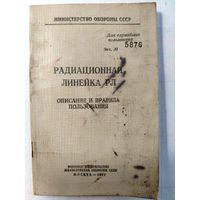 МИНИСТЕРСТВО ОБОРОНЫ СССР
Для служебного
пользования
Экз. №
5876
РАДИАЦИОННАЯ
ЛИНЕЙКА РЛ
ОПИСАНИЕ И ПРАВИЛА
ПОЛЬЗОВАНИЯ
ВОЕННОЕ ИЗДАТЕЛЬСТВО
МИНИСТЕРСТВА ОБОРОНЫ СССР
МОСКВА —